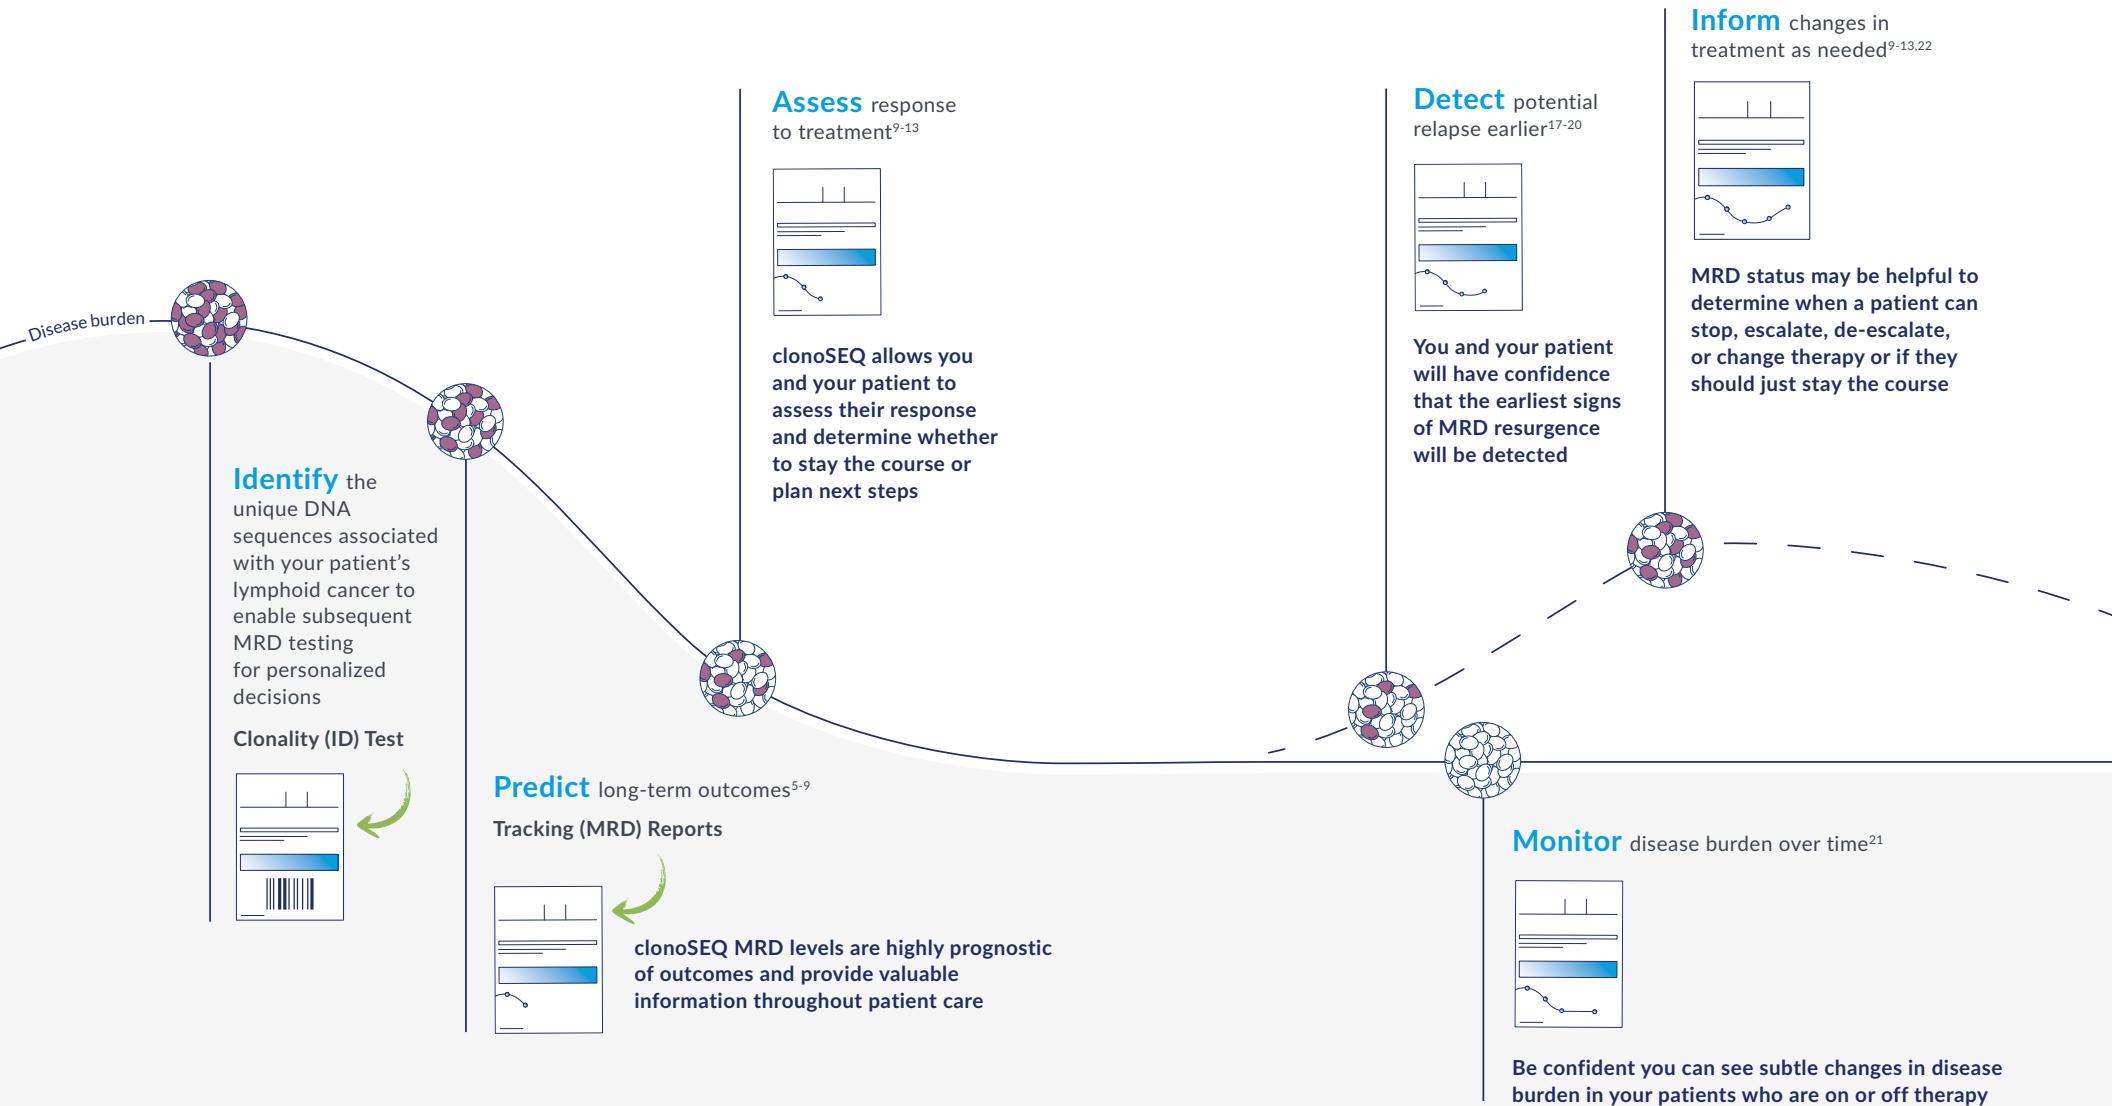 Disease burden
Identify the
unique DNA
sequences associated
with your patient’s
lymphoid cancer to
enable subsequent
MRD testing
for personalized
decisions
Clonality (ID) Test
Predict long-term outcomes5-9
Tracking (MRD) Reports
clonoSEQ MRD levels are highly prognostic
of outcomes and provide valuable
information throughout patient care
Assess response
to treatment9-13
clonoSEQ allows you
and your patient to
assess their response
and determine whether
to stay the course or
plan next steps
Detect potential
relapse earlier17-20
You and your patient
will have confidence
that the earliest signs
of MRD resurgence
will be detected
Monitor disease burden over time21
Be confident you can see subtle changes in disease
burden in your patients who are on or off therapy
Inform changes in
treatment as needed9-13,22
MRD status may be helpful to
determine when a patient can
stop, escalate, de-escalate,
or change therapy or if they
should just stay the course